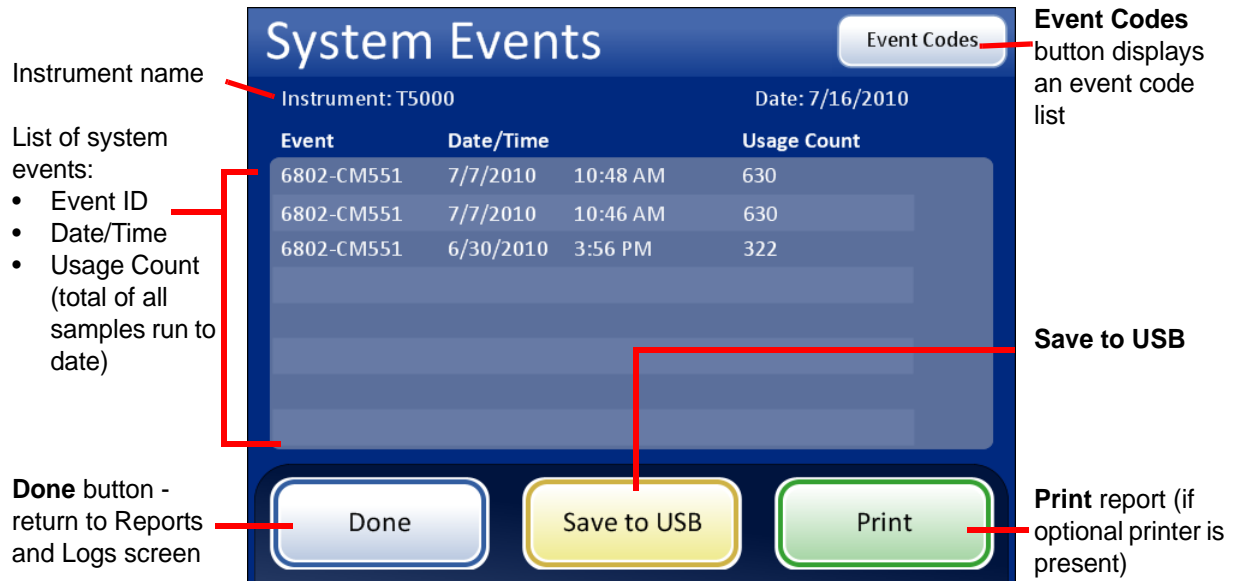 Instrument name
List of system
events:
• Event ID
• Date/Time
• Usage Count
(total of all
samples run to
date)
Done button -
return to Reports
and Logs screen
System Events
Event Codes
Instrument: T5000
Date: 7/16/2010
Event Date/Time Usage Count
6802-CM551 7/7/2010 10:48 AM 630
6802-CM551 7/7/2010 10:46 AM 630
6802-CM551 6/30/2010 3:56 PM 322
Done
Save to USB
Print
Event Codes
button displays
an event code
list
Save to USB
Print report (if
optional printer is
present)